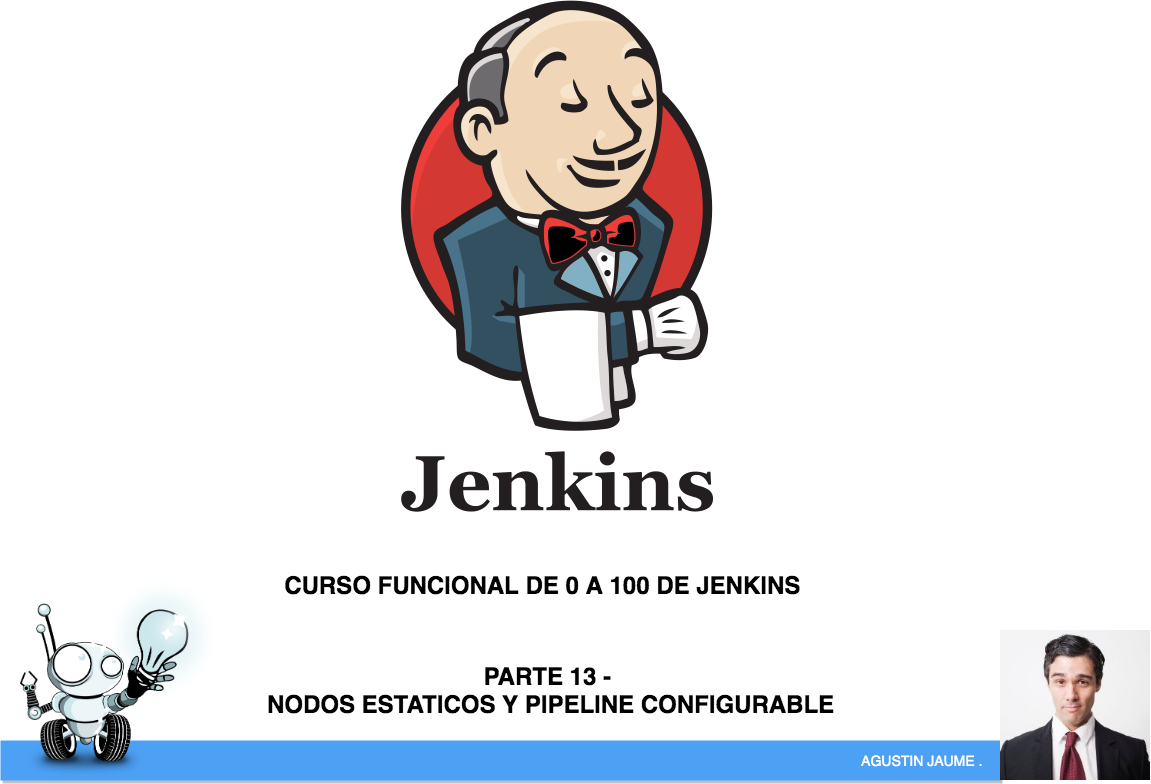 Jenkins
CURSO FUNCIONAL DE 0 A 100 DE JENKINS
PARTE 13 -
NODOS ESTATICOS Y PIPELINE CONFIGURABLE
AGUSTIN JAUME .